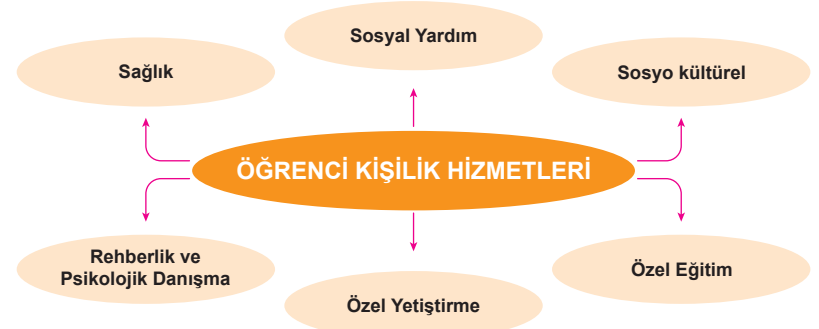 Sosyal Yardım
Sağlık
Sosyo kültürel
ÖĞRENCİ KİŞİLİK HİZMETLERİ
Rehberlik ve
Psikolojik Danışma
Özel Eğitim
Özel Yetiştirme